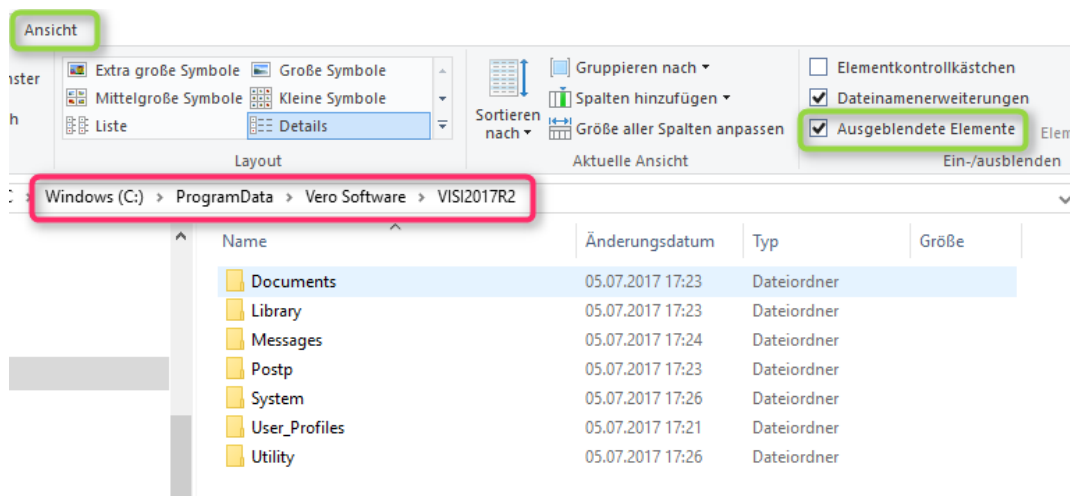 Ansicht
nster
Extra große Symbole
Große Symbole
Mittelgroße Symbole
Kleine Symbole
h
Liste
Details
Layout
Sortieren nach
Gruppieren nach
Spalten hinzufügen
Größe aller Spalten anpassen
Aktuelle Ansicht
Elementkontrollkästchen
Dateinamenerweiterungen
Ausgeblendete Elemente
Elem
Ein-/ausblenden
C > Windows (C:) > ProgramData > Vero Software > VISI2017R2
Name Änderungsdatum Typ Größe
Documents 05.07.2017 17:23 Dateiordner
Library 05.07.2017 17:23 Dateiordner
Messages 05.07.2017 17:24 Dateiordner
Postp 05.07.2017 17:23 Dateiordner
System 05.07.2017 17:26 Dateiordner
User_Profiles 05.07.2017 17:21 Dateiordner
Utility 05.07.2017 17:26 Dateiordner